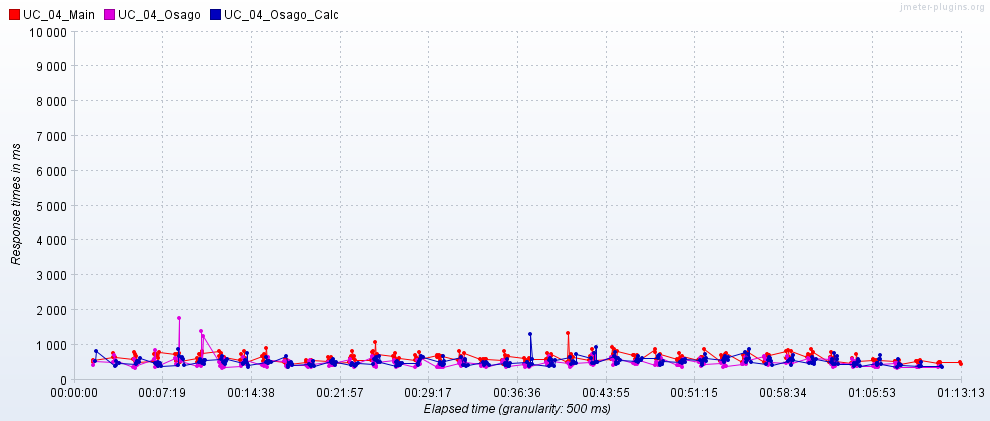 UC_04_Main UC_04_Osago UC_04_Osago_Calc
jmeter-plugins.org
10 000
9 000
8 000
7 000
6 000
5 000
4 000
3 000
2 000
1 000
0
Response times in ms
00:00:00 00:07:19 00:14:38 00:21:57 00:29:17 00:36:36 00:43:55 00:51:15 00:58:34 01:05:53 01:13:13
Elapsed time (granularity: 500 ms)